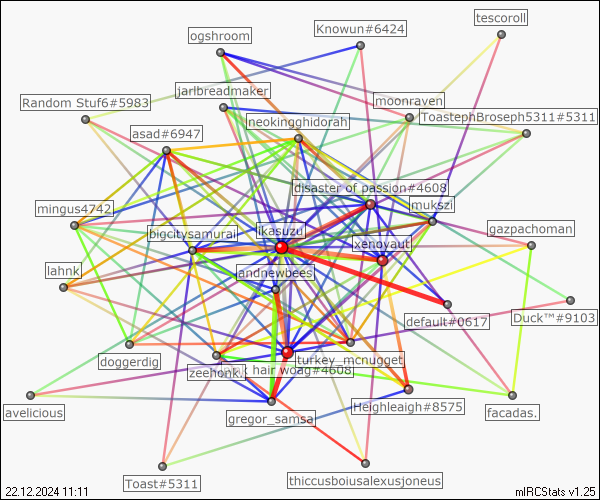 tescoroll
Knowun#6424
ogshroom
jarlbreadmaker
moonraven
Random Stuf6#5983
ToastephBroseph5311#5311
neokingghidorah
asad#6947
disaster of passion#4608
mukszi
mingus4742
ikasuzu
bigcitysamurai
xenoyaut
gazpachoman
lahnk
andnewbees
default#0617
Duck™#9103
doggerdig
turkey_mcnugget
zeehonk.
k hair woag#4608
avelicious
gregor_samsa
Heighleaigh#8575
facadas.
Toast#5311
thiccusboiusalexusjoneus
22.12.2024 11:11
mIRCStats v1.25